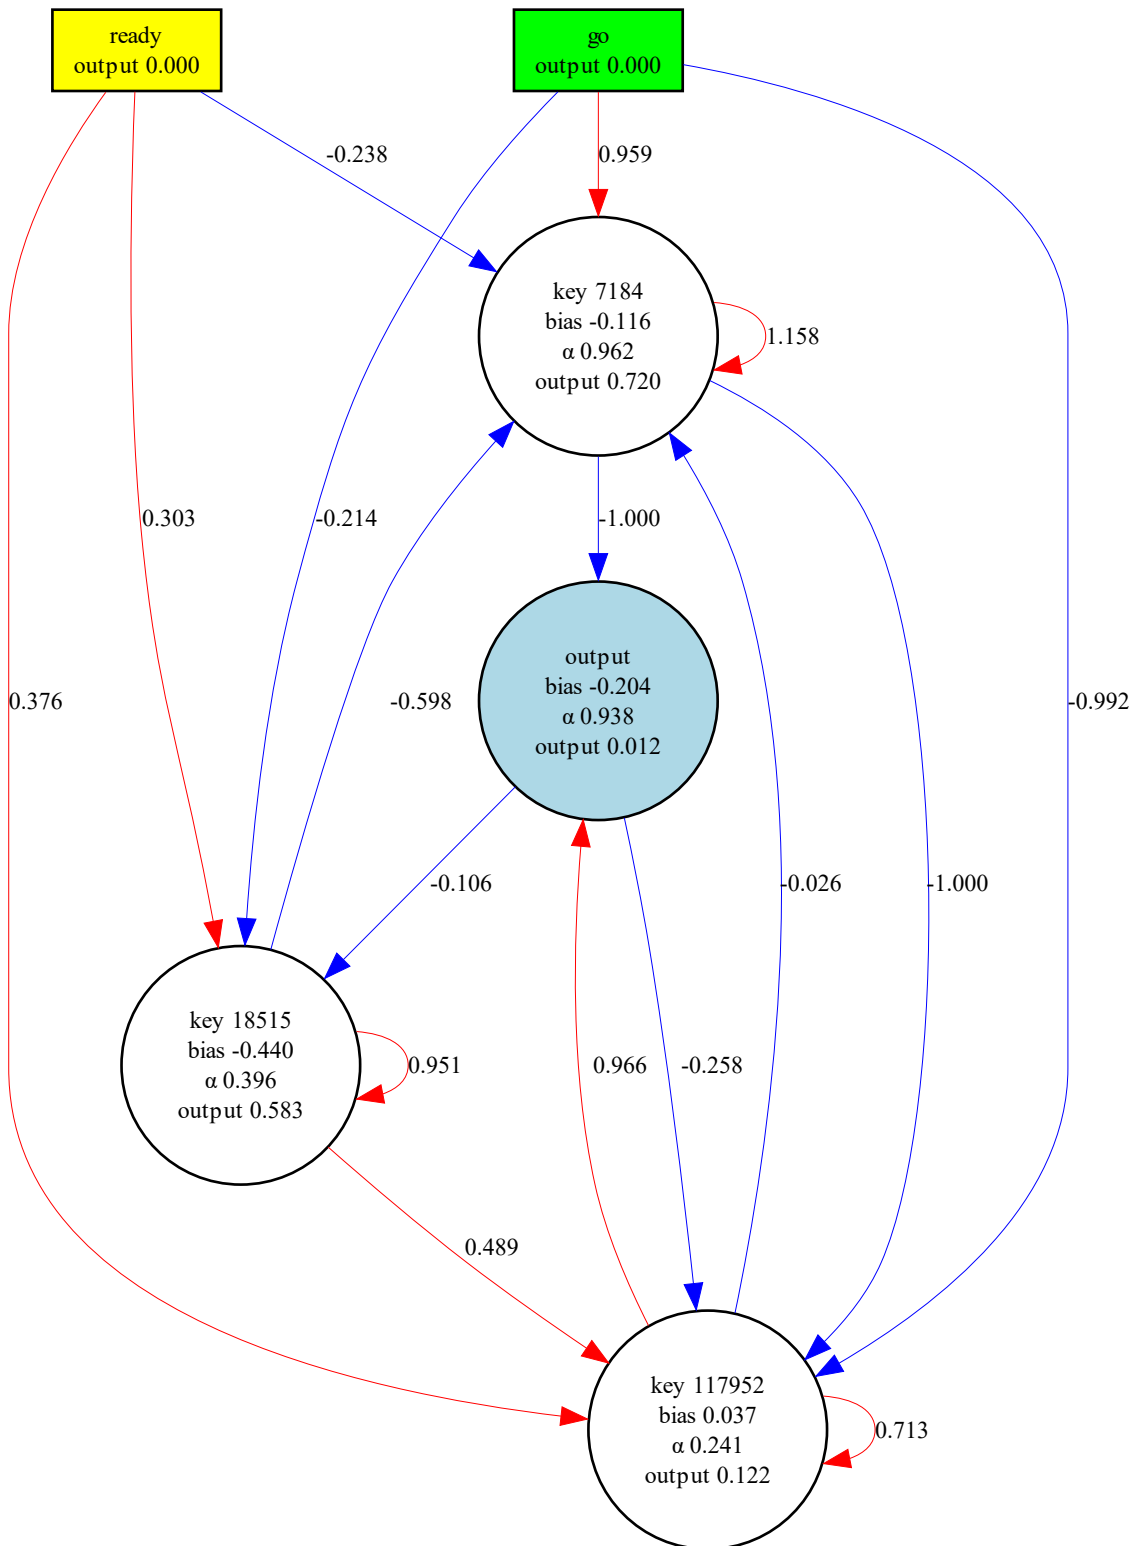 ready
output 0.000
go
output 0.000
-0.238
0.959
key 7184
bias -0.116
α 0.962
output 0.720
1.158
0.303
-0.214
-1.000
output
bias -0.204
α 0.938
output 0.012
0.376
-0.598
-0.992
-0.106
-0.026
-1.000
key 18515
bias -0.440
α 0.396
output 0.583
0.951
0.966
-0.258
0.489
key 117952
bias 0.037
α 0.241
output 0.122
0.713